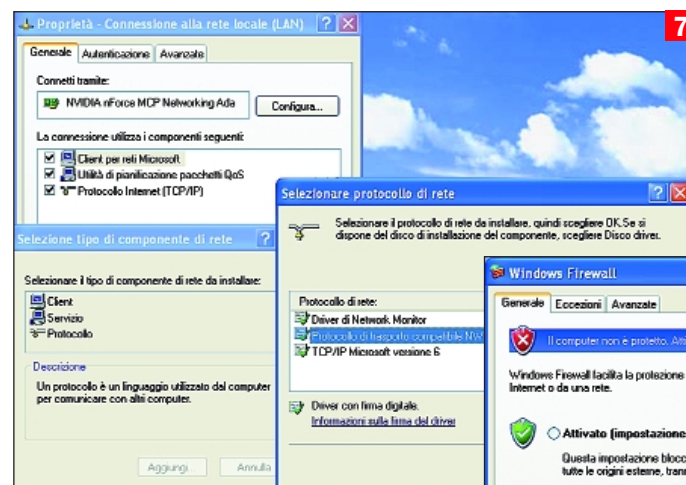 Proprietà - Connessione alla rete locale (LAN)
7
Generale Autenticazione Avanzate
Connetti tramite:
NVIDIA nForce MCP Networking Ada
Configura...
La connessione utilizza i componenti seguenti:
Client per reti Microsoft
Utilità di pianificazione pacchetti QoS
Protocollo Internet (TCP/IP)
Selezione tipo di componente di rete
Selezionare il tipo di componente di rete da installare:
Client
Servizio
Protocollo
Descrizione
Un protocollo è un linguaggio utilizzato dal computer
per comunicare con altri computer.
Aggiungi...
Annulla
Selezionare protocollo di rete
Selezionare il protocollo di rete da installare, quindi scegliere OK.Se si
dispone del disco di installazione del componente, scegliere Disco driver.
Protocollo di rete:
Driver di Network Monitor
Protocollo di trasporto compatibile NW
TCP/IP Microsoft versione 6
Driver con firma digitale.
Informazioni sulla firma del driver
Windows Firewall
Generale Eccezioni Avanzate
Il computer non è protetto.
Windows Firewall facilita la protezione
Internet o da una rete.
Attivato (impostazione
Questa impostazione blocc
tutte le origini esterne, tran